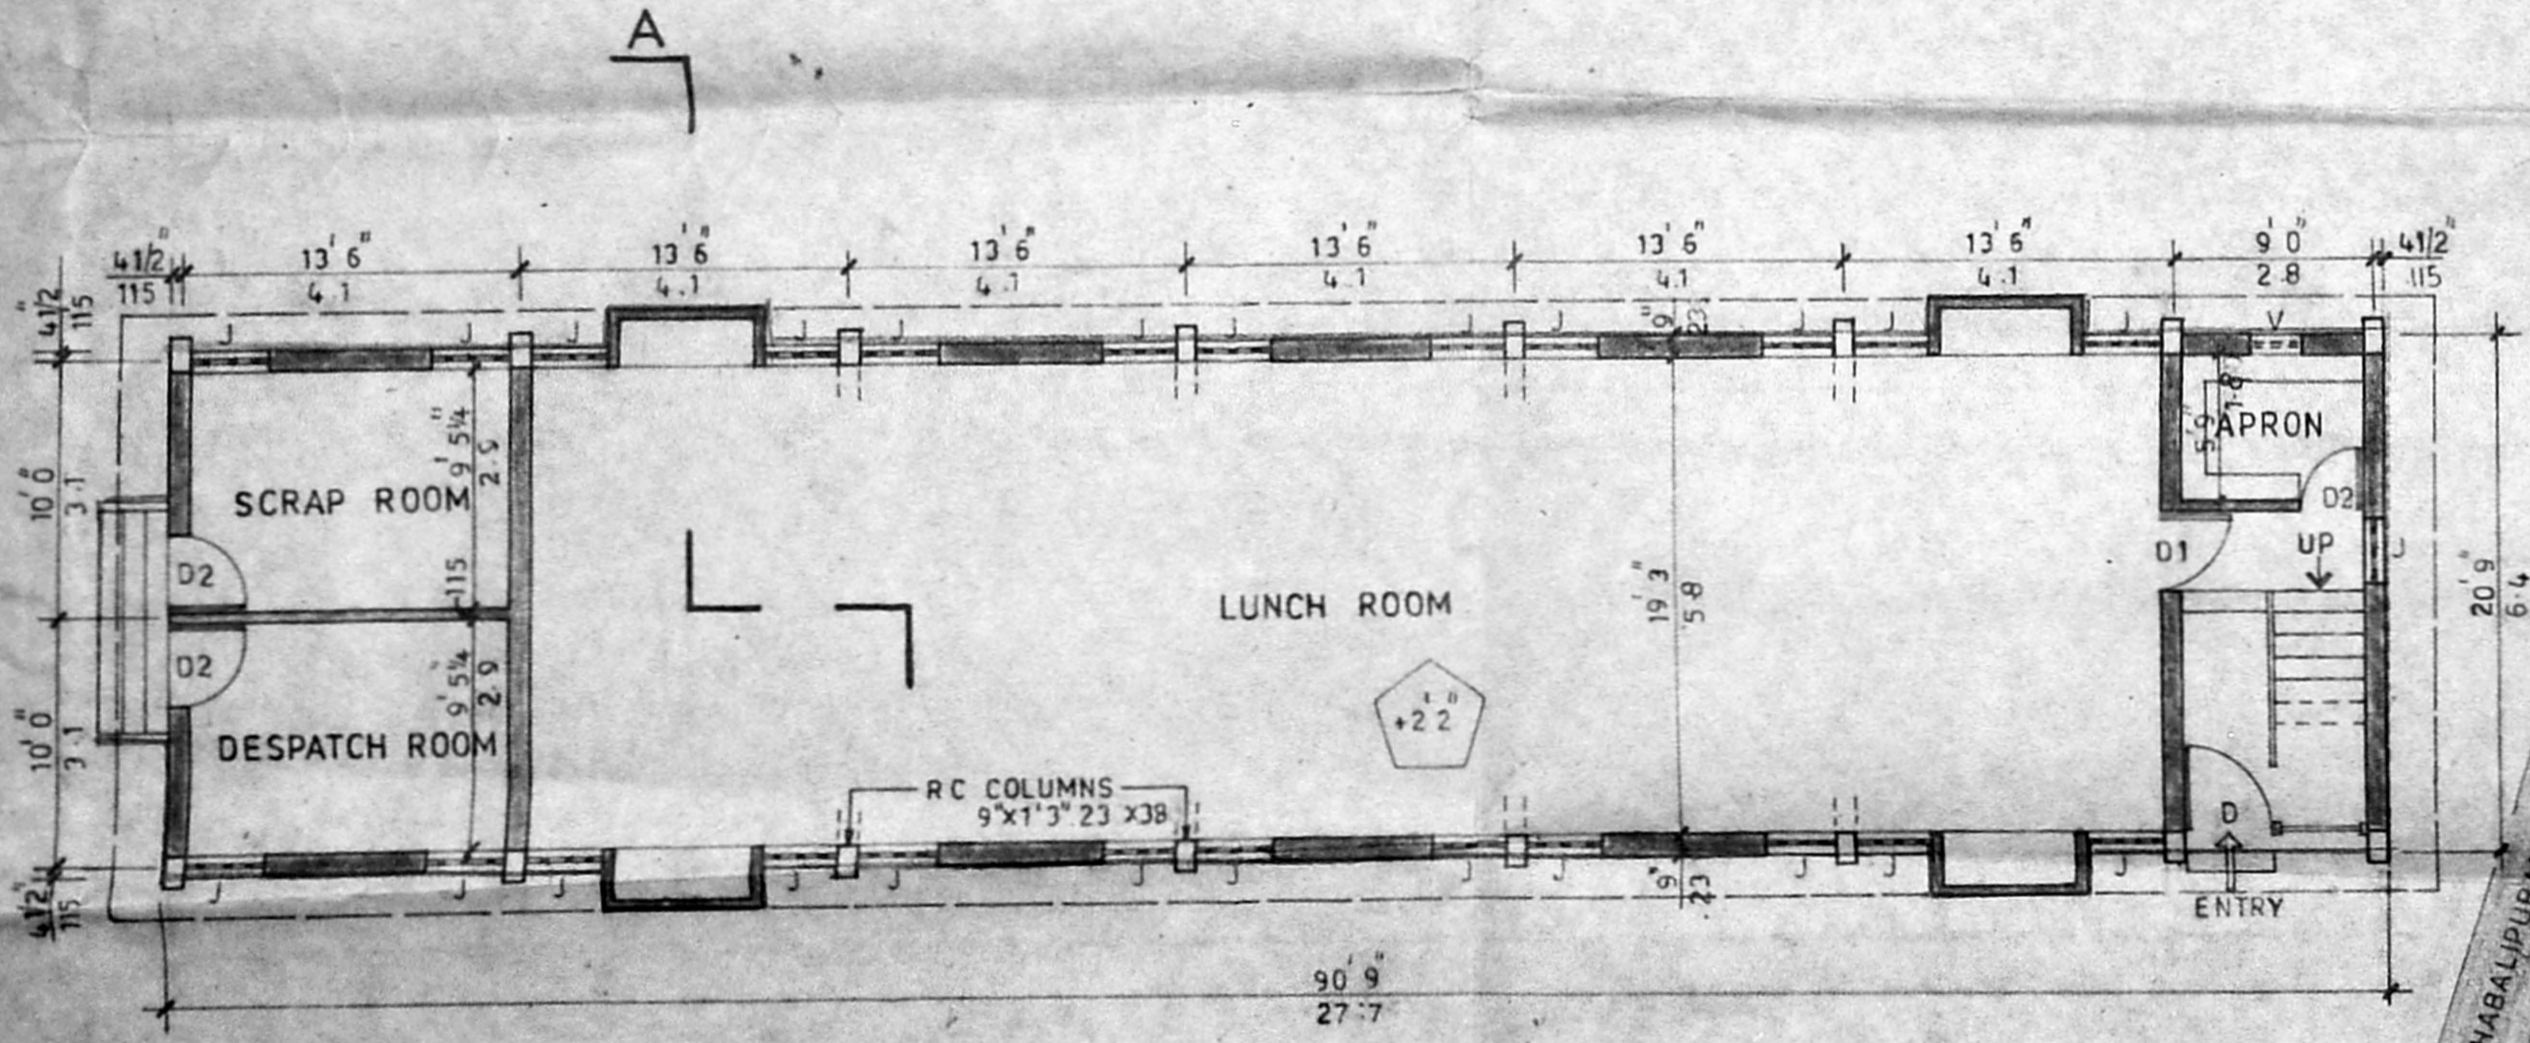 A
4 1/2"
115
13' 6"
4.1
13' 6"
4.1
13' 6"
4.1
13' 6"
4.1
13' 6"
4.1
13' 6"
4.1
9' 0"
2.8
4 1/2"
.115
4 1/2"
115
J J J J J J J J J J J V
9"
23
10' 0"
3.1
SCRAP ROOM
9' 5 1/4"
2.9
115
D2
D2
DESPATCH ROOM
9' 5 1/4"
2.9
10' 0"
3.1
4 1/2"
115
LUNCH ROOM
+2' 2"
RC COLUMNS
9"X1'3" .23 X38
19' 3"
5.8
9"
.23
APRON
5' 9"
1.8
D2
D1
UP
J
D
ENTRY
20' 9"
6.4
J J J J J J J J J J J
90' 9"
27.7
HABALIPUR